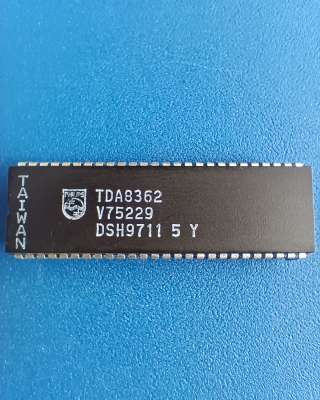 TAIWAN
PHILIPS
TDA8362
V75229
DSH9711 5 Y